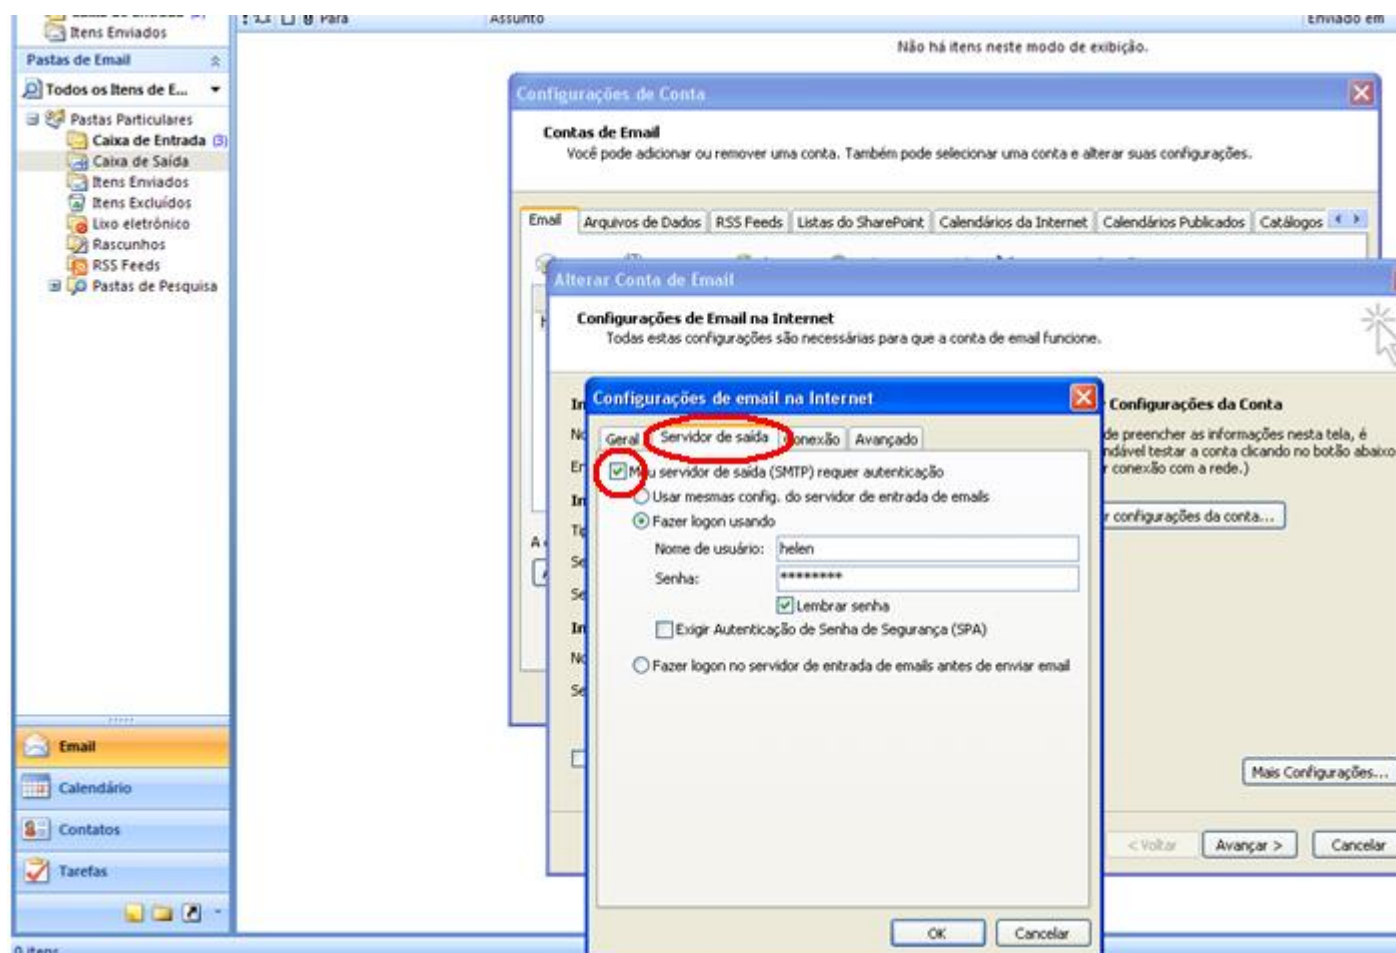 Itens Enviados
Pastas de Email
Todos os Itens de E...
Pastas Particulares
Caixa de Entrada (3)
Caixa de Saída
Itens Enviados
Itens Excluídos
Lixo eletrônico
Rascunhos
RSS Feeds
Pastas de Pesquisa
Email
Calendário
Contatos
Tarefas
0 itens
Para Assunto Enviado em
Não há itens neste modo de exibição.
Configurações de Conta
Contas de Email
Você pode adicionar ou remover uma conta. Também pode selecionar uma conta e alterar suas configurações.
Email Arquivos de Dados RSS Feeds Listas do SharePoint Calendários da Internet Calendários Publicados Catálogos
Alterar Conta de Email
Configurações de Email na Internet
Todas estas configurações são necessárias para que a conta de email funcione.
Configurações da Conta
de preencher as informações nesta tela, é
ndável testar a conta clicando no botão abaixo
r conexão com a rede.)
r configurações da conta...
Mais Configurações...
< Voltar Avançar > Cancelar
Configurações de email na Internet
Geral Servidor de saída Conexão Avançado
Meu servidor de saída (SMTP) requer autenticação
Usar mesmas config. do servidor de entrada de emails
Fazer logon usando
Nome de usuário: helen
Senha: ********
Lembrar senha
Exigir Autenticação de Senha de Segurança (SPA)
Fazer logon no servidor de entrada de emails antes de enviar email
OK Cancelar